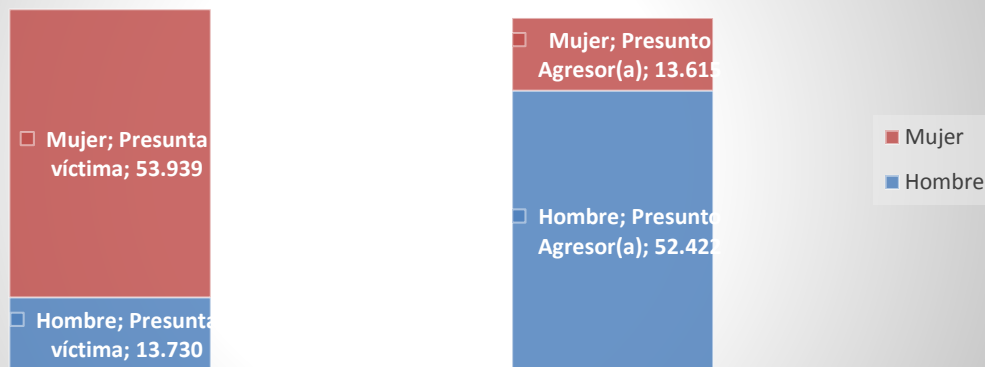 Mujer; Presunta
víctima; 53.939
Hombre; Presunta
víctima; 13.730
Mujer; Presunto
Agresor(a); 13.615
Hombre; Presunto
Agresor(a); 52.422
Mujer
Hombre